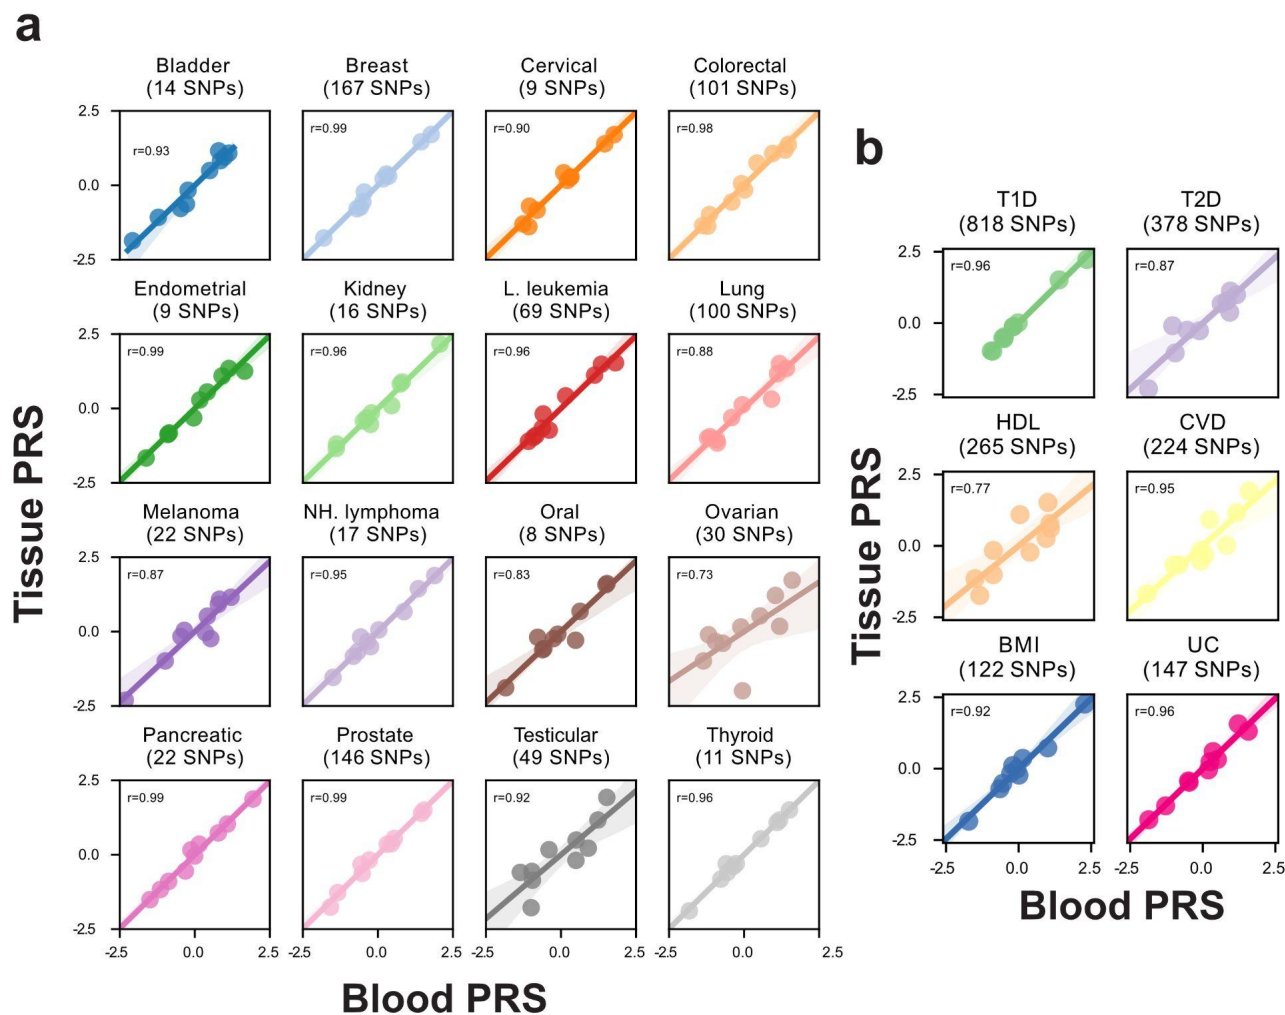 a
Bladder
(14 SNPs)
Breast
(167 SNPs)
Cervical
(9 SNPs)
Colorectal
(101 SNPs)
2.5
0.0
-2.5
r=0.93
r=0.99
r=0.90
r=0.98
Endometrial
(9 SNPs)
Kidney
(16 SNPs)
L. leukemia
(69 SNPs)
Lung
(100 SNPs)
2.5
0.0
-2.5
r=0.99
r=0.96
r=0.96
r=0.88
Melanoma
(22 SNPs)
NH. lymphoma
(17 SNPs)
Oral
(8 SNPs)
Ovarian
(30 SNPs)
2.5
0.0
-2.5
r=0.87
r=0.95
r=0.83
r=0.73
Pancreatic
(22 SNPs)
Prostate
(146 SNPs)
Testicular
(49 SNPs)
Thyroid
(11 SNPs)
2.5
0.0
-2.5
r=0.99
r=0.99
r=0.92
r=0.96
-2.5 0.0 2.5
-2.5 0.0 2.5
-2.5 0.0 2.5
-2.5 0.0 2.5
Tissue PRS
Blood PRS
b
T1D
(818 SNPs)
T2D
(378 SNPs)
2.5
0.0
-2.5
r=0.96
r=0.87
HDL
(265 SNPs)
CVD
(224 SNPs)
2.5
0.0
-2.5
r=0.77
r=0.95
BMI
(122 SNPs)
UC
(147 SNPs)
2.5
0.0
-2.5
r=0.92
r=0.96
-2.5 0.0 2.5
-2.5 0.0 2.5
Tissue PRS
Blood PRS